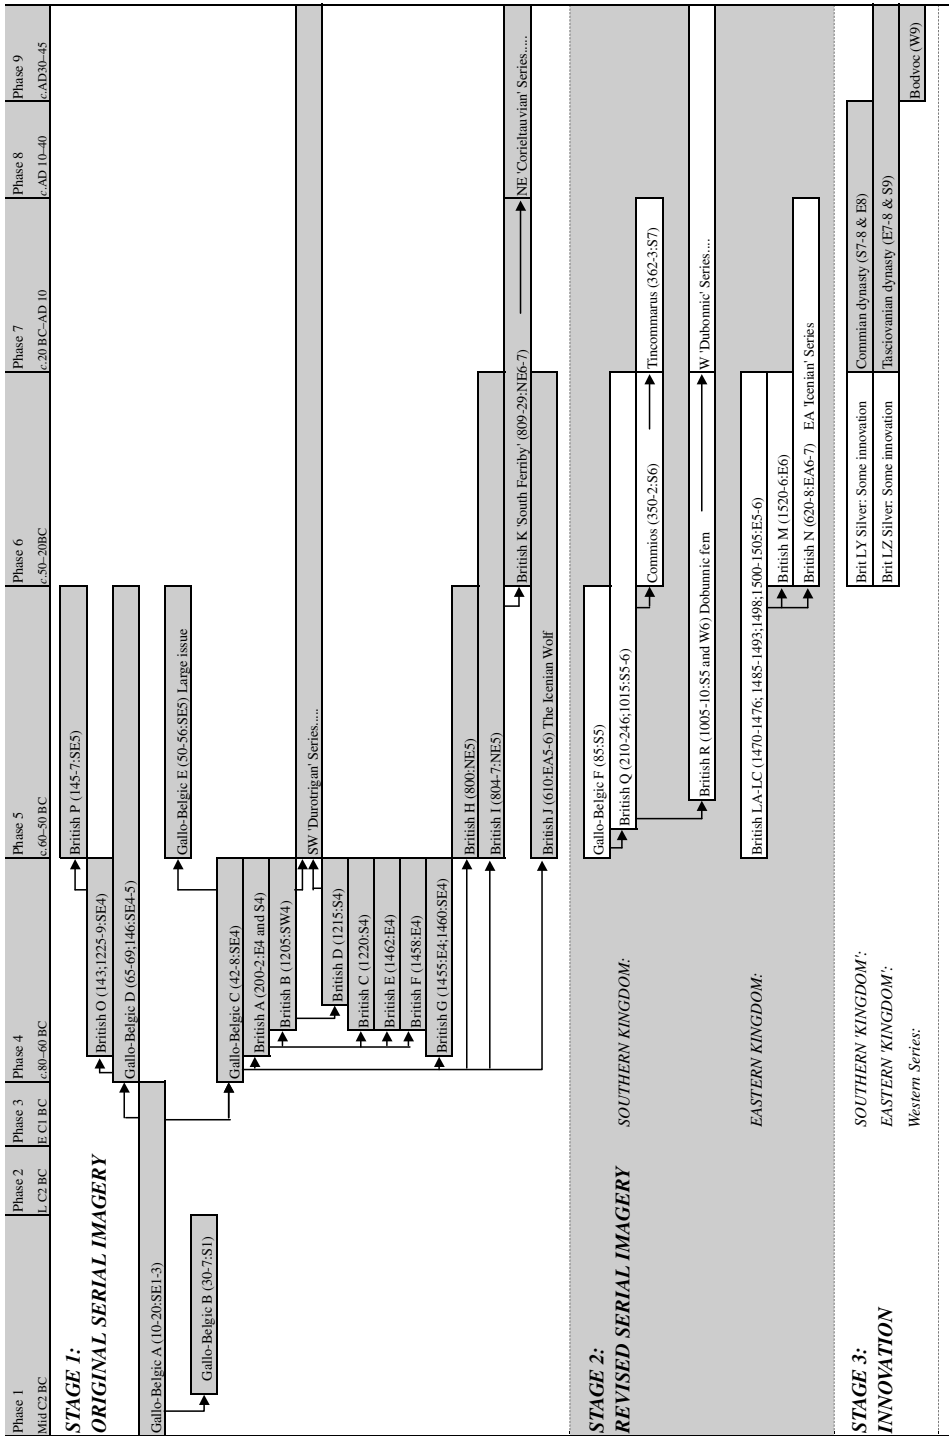 Phase 1
Mid C2 BC
Phase 2
L C2 BC
Phase 3
E C1 BC
Phase 4
c.80–60 BC
Phase 5
c.60–50 BC
Phase 6
c.50–20BC
Phase 7
c.20 BC–AD 10
Phase 8
c.AD 10–40
Phase 9
c.AD30–45
STAGE 1:
ORIGINAL SERIAL IMAGERY
British P (145-7:SE5)
British O (143;1225-9:SE4)
Gallo-Belgic D (65-69;146:SE4-5)
Gallo-Belgic A (10-20:SE1-3)
Gallo-Belgic E (50-56:SE5) Large issue
Gallo-Belgic B (30-7:S1)
Gallo-Belgic C (42-8:SE4)
British A (200-2:E4 and S4)
British B (1205:SW4)
SW 'Durotrigan' Series.....
British D (1215:S4)
British C (1220:S4)
British E (1462:E4)
British F (1458:E4)
British G (1455:E4;1460:SE4)
British H (800:NE5)
British I (804-7:NE5)
British K 'South Ferriby' (809-29:NE6-7)
NE 'Corieltauvian' Series.....
British J (610:EA5-6) The Icenian Wolf
STAGE 2:
REVISED SERIAL IMAGERY
Gallo-Belgic F (85:S5)
SOUTHERN KINGDOM:
British Q (210-246;1015:S5-6)
Commios (350-2:S6)
Tincommarus (362-3:S7)
British R (1005-10:S5 and W6) Dobunnic fem
W 'Dubonnic' Series....
EASTERN KINGDOM:
British LA-LC (1470-1476; 1485-1493;1498;1500-1505:E5-6)
British M (1520-6:E6)
British N (620-8:EA6-7)
EA 'Icenian' Series
STAGE 3:
INNOVATION
SOUTHERN 'KINGDOM':
Brit LY Silver: Some innovation
Commian dynasty (S7-8 & E8)
EASTERN 'KINGDOM':
Brit LZ Silver: Some innovation
Tasciovanian dynasty (E7-8 & S9)
Western Series:
Bodvoc (W9)